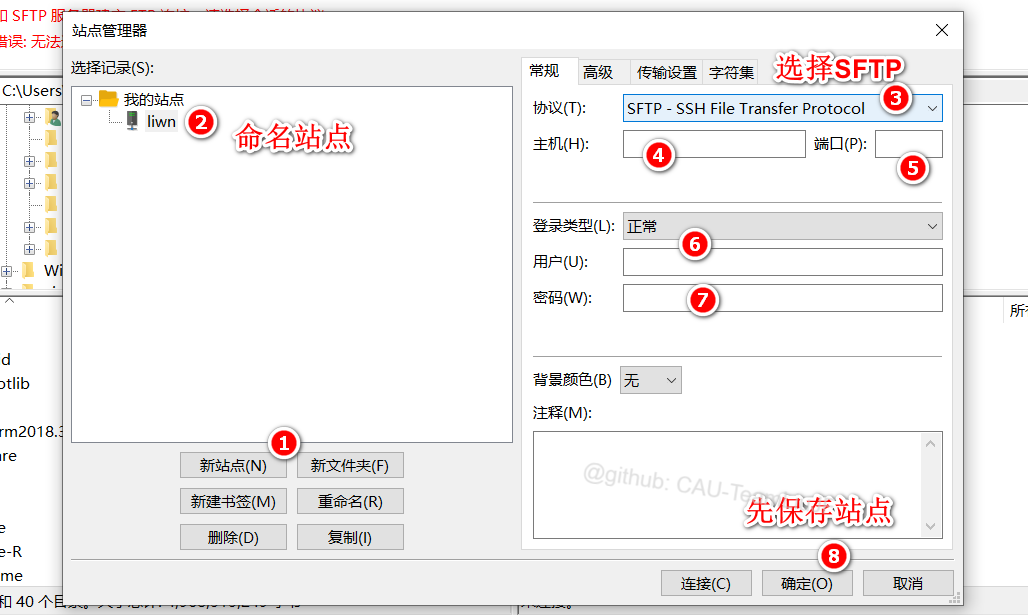 站点管理器
选择记录(S):
我的站点
liwn
2
命名站点
1
新站点(N)
新文件夹(F)
新建书签(M)
重命名(R)
删除(D)
复制(I)
常规
高级
传输设置
字符集
选择SFTP
协议(T):
SFTP - SSH File Transfer Protocol
3
主机(H):
4
端口(P):
5
登录类型(L):
正常
6
用户(U):
密码(W):
7
背景颜色(B)
无
注释(M):
@github: CAU-Te
先保存站点
8
连接(C)
确定(O)
取消
SFTP
错误: 无法
C:\Users
Wi
d
otlib
rm2018.3
are
e
e-R
me
和 40 个目录。
未连接。
所有